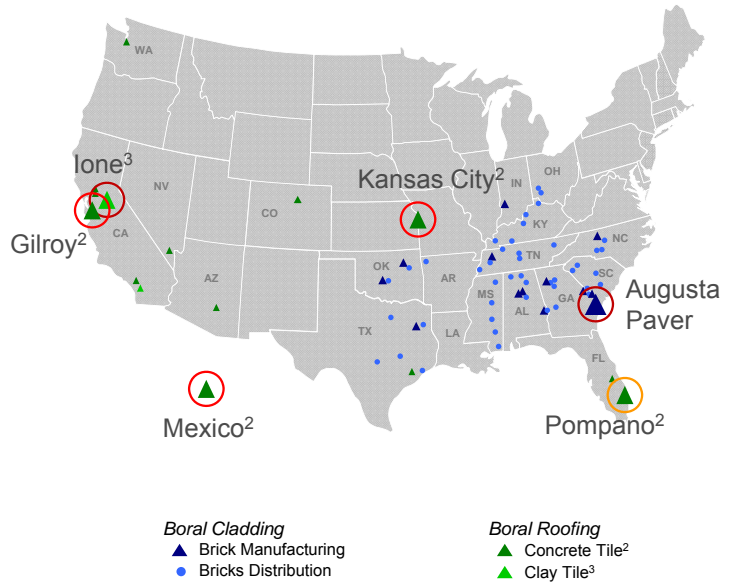 WA
OH
IN
Ione³
NV
Kansas City²
KY
CO
CA
Gilroy²
NC
TN
OK
AZ
AR
SC
MS
Augusta
Paver
GA
AL
TX
LA
FL
Mexico²
Pompano²
Boral Cladding
Brick Manufacturing
Bricks Distribution
Boral Roofing
Concrete Tile²
Clay Tile³